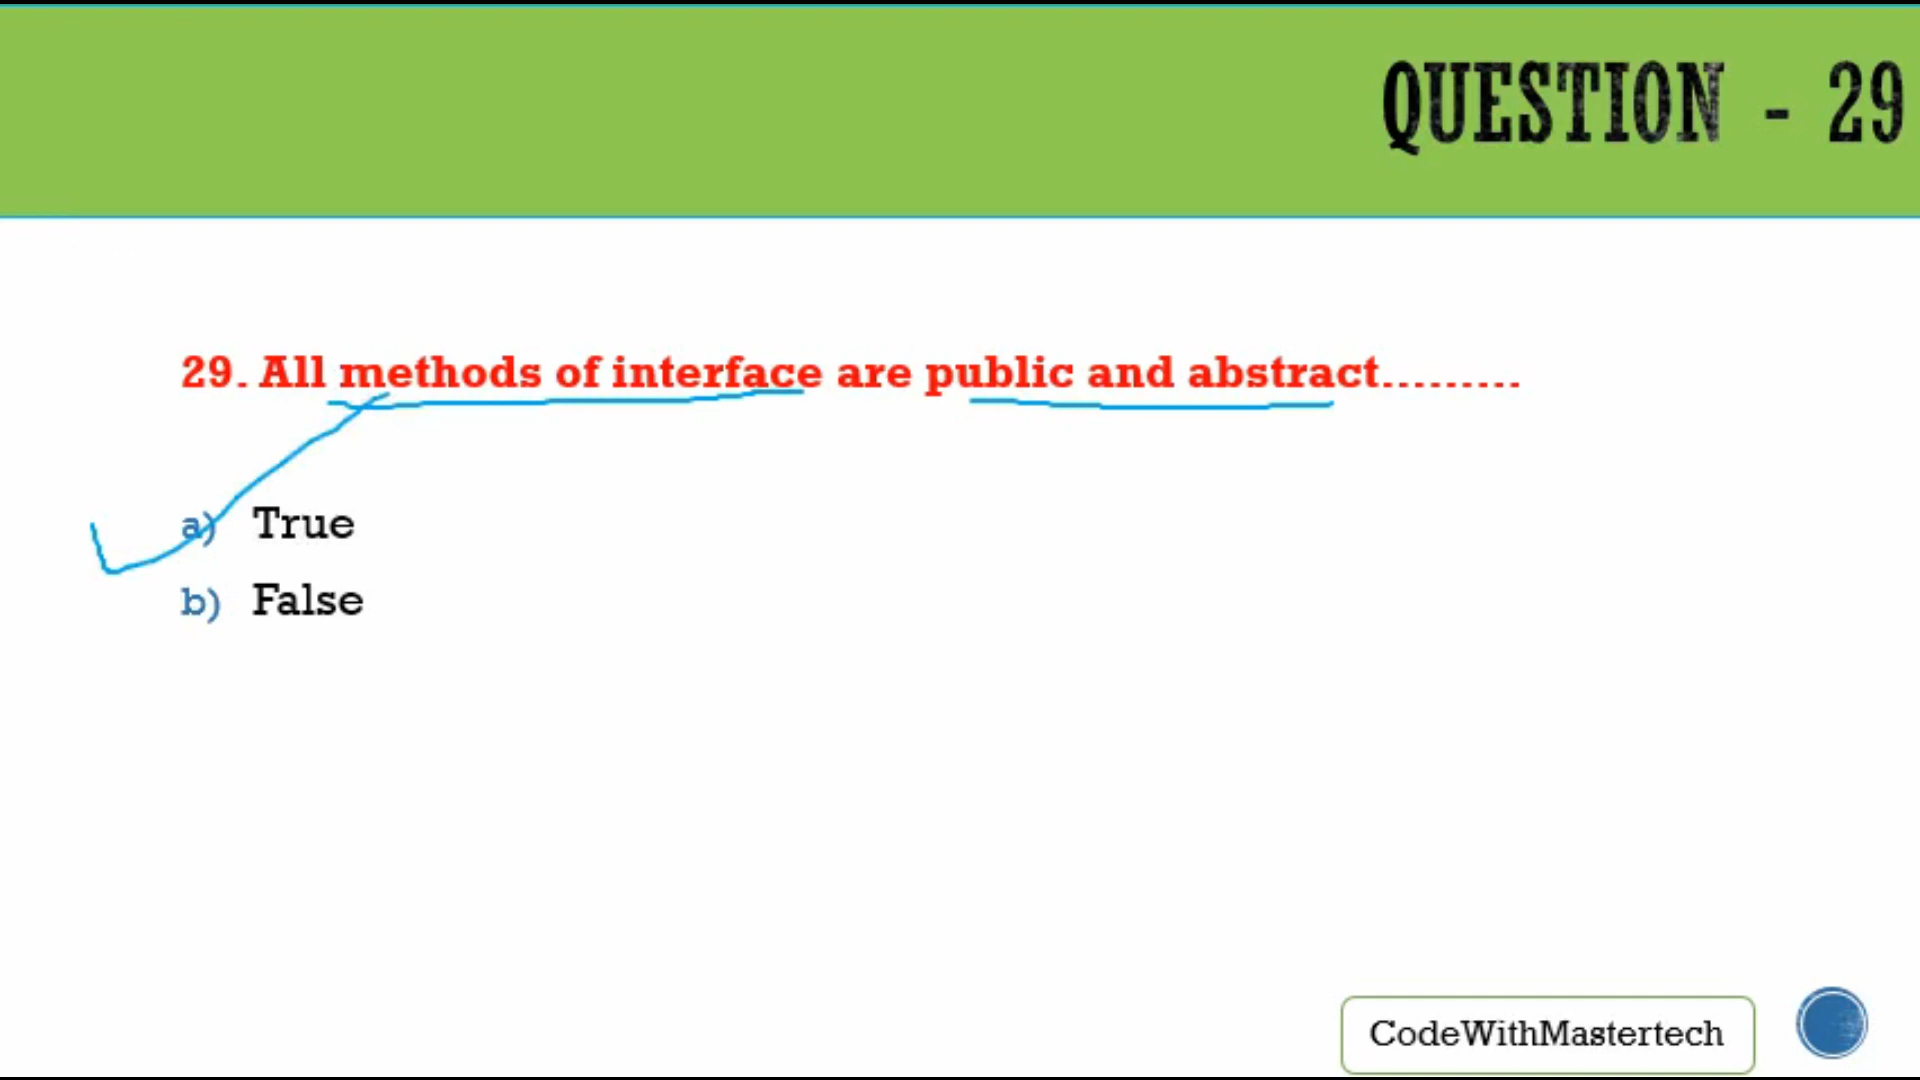 QUESTION - 29
29. All methods of interface are public and abstract.........
a) True
b) False
CodeWithMastertech